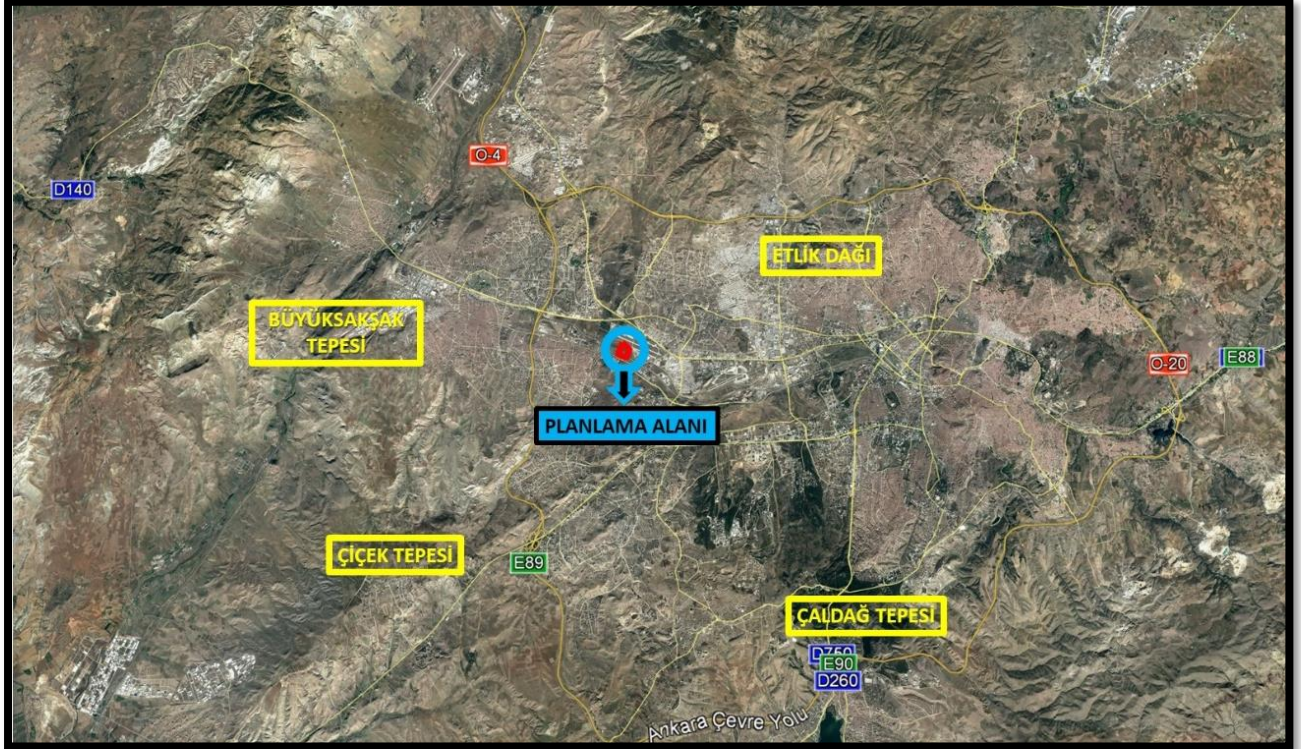 O-4
D140
ETLİK DAĞI
BÜYÜKSAKŞAK
TEPESİ
O-20
E88
PLANLAMA ALANI
ÇİÇEK TEPESİ
E89
ÇALDAĞ TEPESİ
D750
E90
D260
Ankara Çevre Yolu